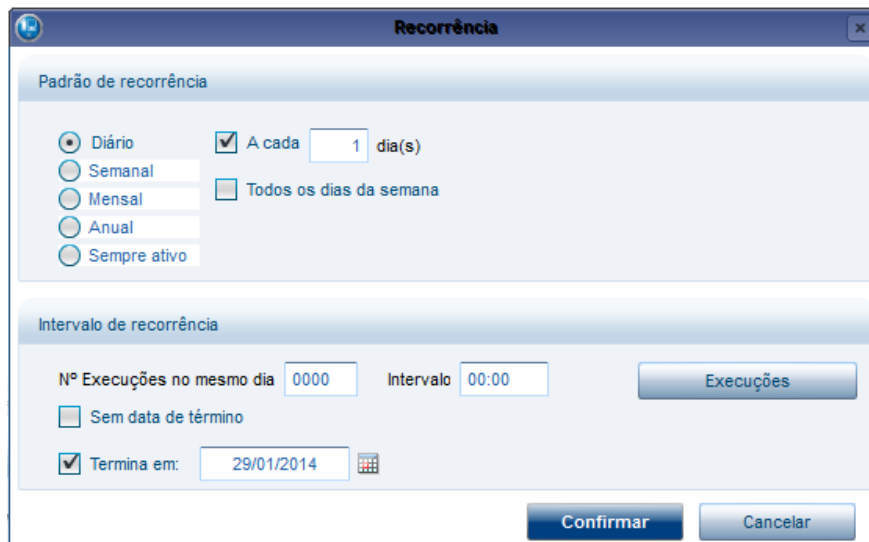 Recorrência
Padrão de recorrência
Diário
A cada 1 dia(s)
Semanal
Todos os dias da semana
Mensal
Anual
Sempre ativo
Intervalo de recorrência
Nº Execuções no mesmo dia 0000 Intervalo 00:00 Execuções
Sem data de término
Termina em: 29/01/2014
Confirmar Cancelar